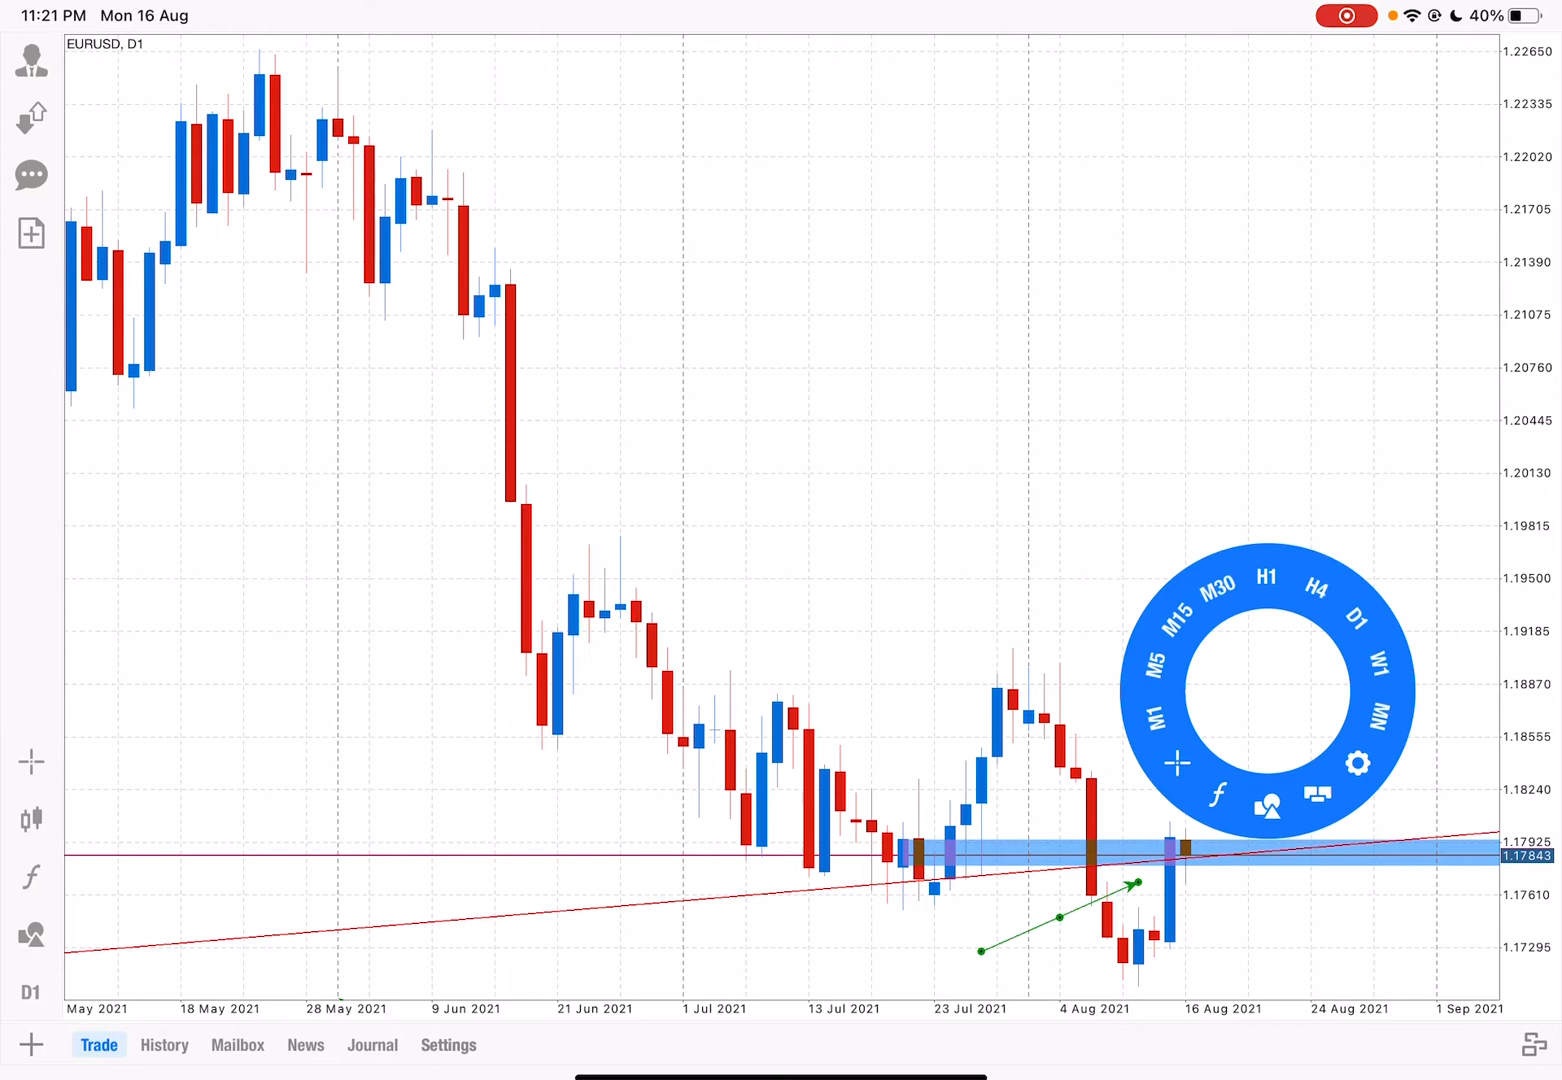 11:21 PM Mon 16 Aug
40%
EURUSD, D1
1.22650
1.22335
1.22020
1.21705
1.21390
1.21075
1.20760
1.20445
1.20130
1.19815
1.19500
1.19185
1.18870
1.18555
1.18240
1.17925
1.17843
1.17610
1.17295
M1
M5
M15
M30
H1
H4
D1
W1
MN
f
f
D1
May 2021 18 May 2021 28 May 2021 9 Jun 2021 21 Jun 2021 1 Jul 2021 13 Jul 2021 23 Jul 2021 4 Aug 2021 16 Aug 2021 24 Aug 2021 1 Sep 2021
Trade History Mailbox News Journal Settings